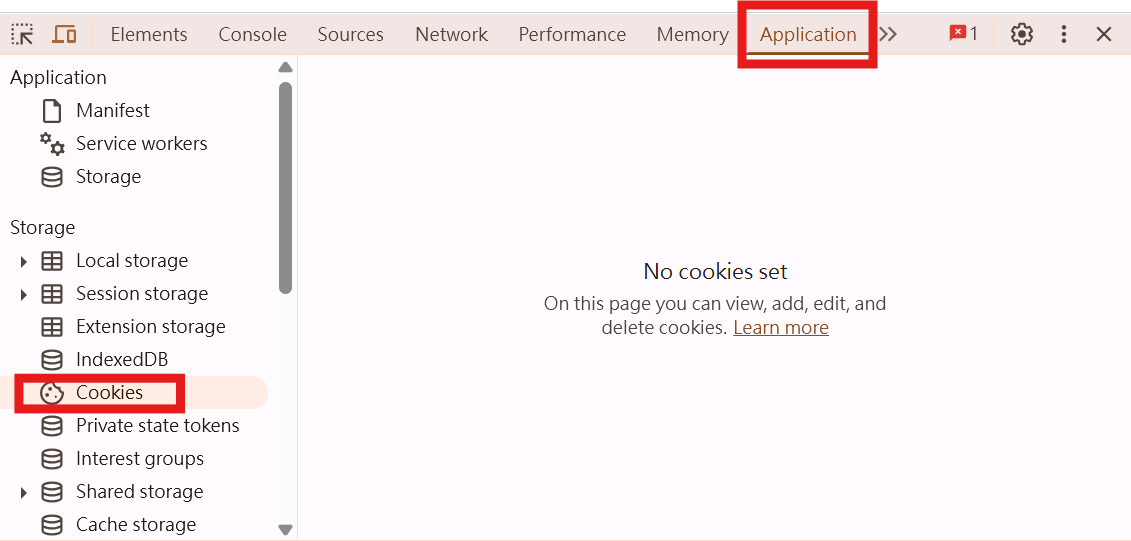 Elements Console Sources Network Performance Memory Application 1
Application
Manifest
Service workers
Storage
Storage
Local storage
Session storage
Extension storage
IndexedDB
Cookies
Private state tokens
Interest groups
Shared storage
Cache storage
No cookies set
On this page you can view, add, edit, and
delete cookies. Learn more